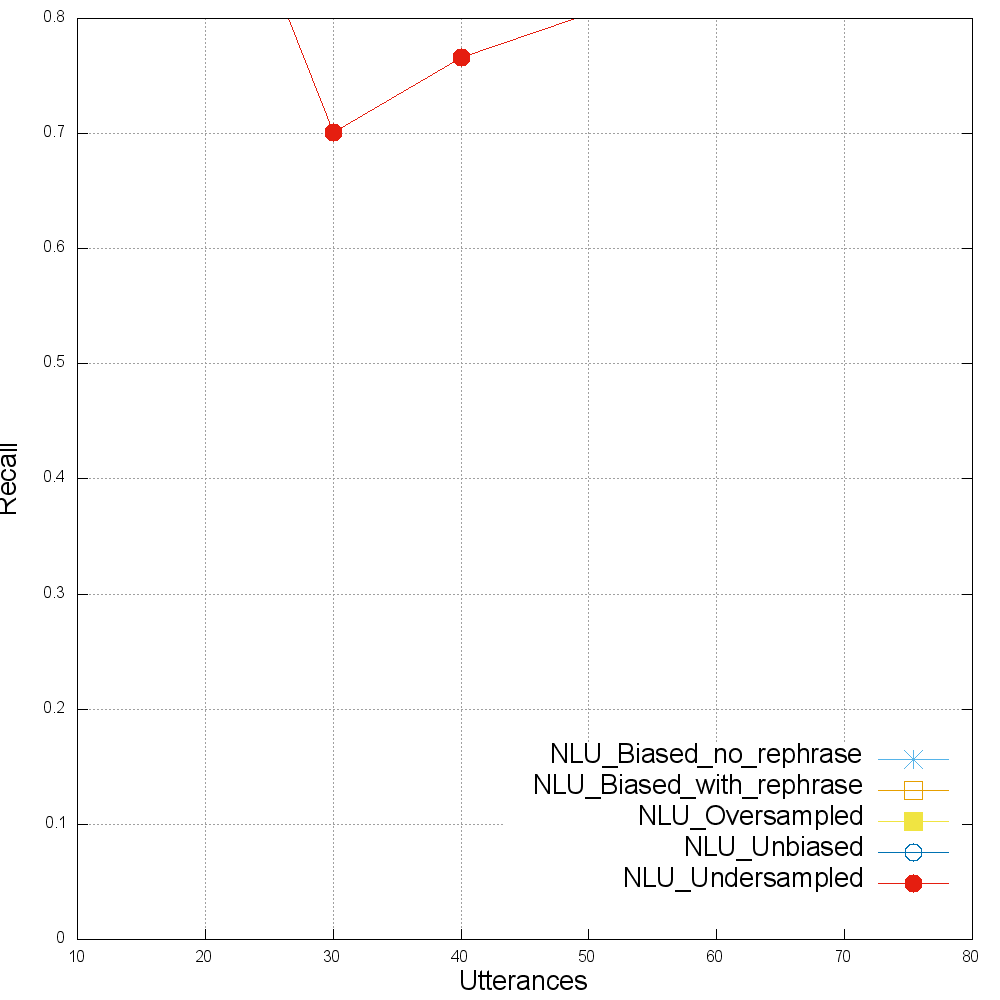 0.8
0.7
0.6
0.5
0.4
0.3
0.2
0.1
0
Recall
NLU_Biased_no_rephrase
NLU_Biased_with_rephrase
NLU_Oversampled
NLU_Unbiased
NLU_Undersampled
10 20 30 40 50 60 70 80
Utterances